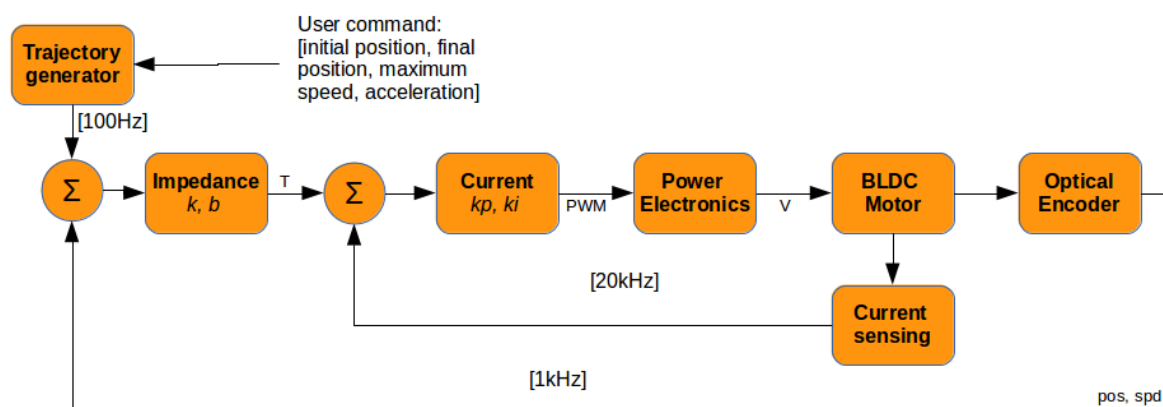 User command:
[initial position, final
position, maximum
speed, acceleration]
Trajectory
generator
[100Hz]
Σ
Impedance
k, b
T
Σ
Current
kp, ki
PWM
Power
Electronics
V
BLDC
Motor
Optical
Encoder
[20kHz]
Current
sensing
[1kHz]
pos, spd